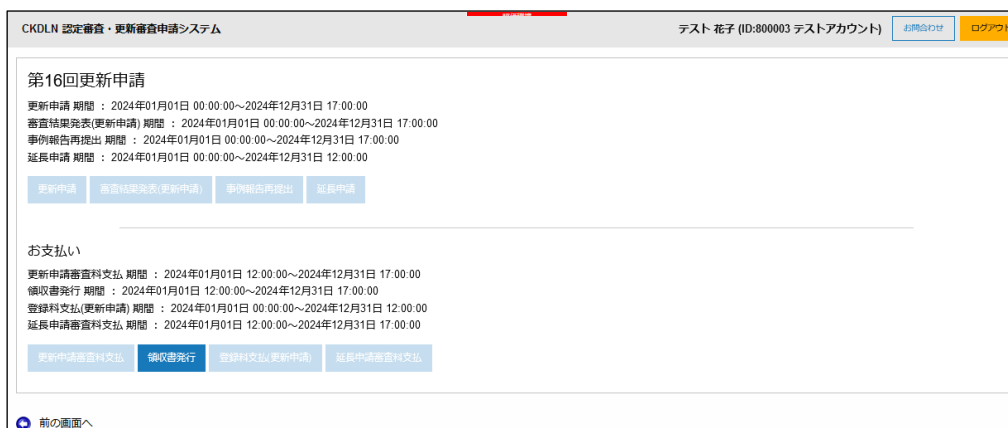 CKDLN 認定審査・更新審査申請システム
テスト 花子 (ID:800003 テストアカウント)
お問合わせ
ログアウト
第16回更新申請
更新申請 期間 : 2024年01月01日 00:00:00～2024年12月31日 17:00:00
審査結果発表(更新申請) 期間 : 2024年01月01日 00:00:00～2024年12月31日 17:00:00
事例報告再提出 期間 : 2024年01月01日 00:00:00～2024年12月31日 17:00:00
延長申請 期間 : 2024年01月01日 00:00:00～2024年12月31日 12:00:00
更新申請 審査結果発表(更新申請) 事例報告再提出 延長申請
お支払い
更新申請審査料支払 期間 : 2024年01月01日 12:00:00～2024年12月31日 17:00:00
領収書発行 期間 : 2024年01月01日 12:00:00～2024年12月31日 17:00:00
登録料支払(更新申請) 期間 : 2024年01月01日 00:00:00～2024年12月31日 12:00:00
延長申請審査料支払 期間 : 2024年01月01日 12:00:00～2024年12月31日 17:00:00
更新申請審査料支払 領収書発行 登録料支払(更新申請) 延長申請審査料支払
前の画面へ